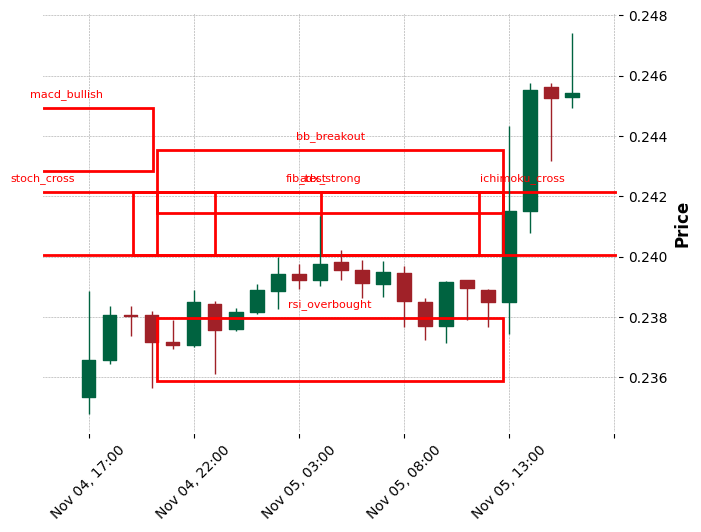 0.248
0.246
macd_bullish
0.244
bb_breakout
stoch_cross
ichimoku_cross
0.242
Price
0.240
rsi_overbought
0.238
0.236
Nov 04, 17:00
Nov 04, 22:00
Nov 05, 03:00
Nov 05, 08:00
Nov 05, 13:00